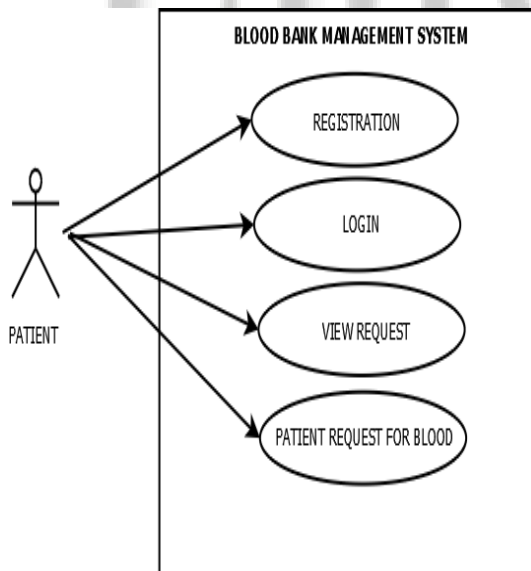 BLOOD BANK MANAGEMENT SYSTEM
REGISTRATION
LOGIN
VIEW REQUEST
PATIENT
PATIENT REQUEST FOR BLOOD